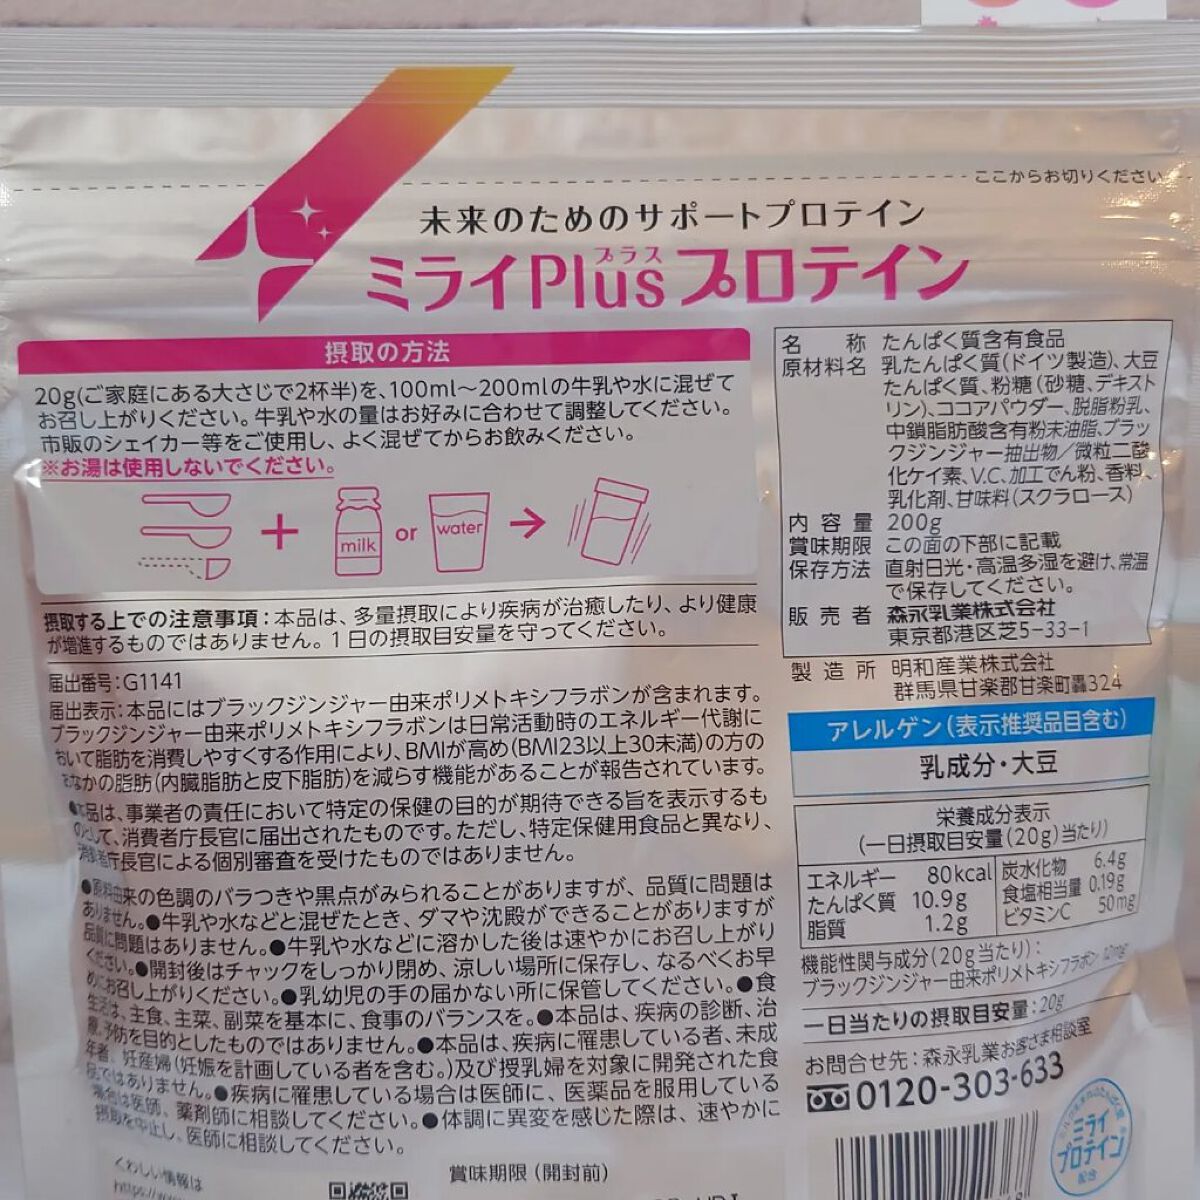 ここからお切りください
未来のためのサポートプロテイン
プラス
ミライPlusプロテイン
摂取の方法
20g(ご家庭にある大さじで2杯半)を、100ml～200mlの牛乳や水に混ぜて
お召し上がりください。牛乳や水の量はお好みに合わせて調整してください。
市販のシェイカー等をご使用し、よく混ぜてからお飲みください。
※お湯は使用しないでください。
+ milk or water →
摂取する上での注意事項：本品は、多量摂取により疾病が治癒したり、より健康
が増進するものではありません。1日の摂取目安量を守ってください。
届出番号：G1141
届出表示：本品にはブラックジンジャー由来ポリメトキシフラボンが含まれます。
ブラックジンジャー由来ポリメトキシフラボンは日常活動時のエネルギー代謝に
おいて脂肪を消費しやすくする作用により、BMIが高め(BMI23以上30未満)の方の
おなかの脂肪(内臓脂肪と皮下脂肪)を減らす機能があることが報告されています。
●本品は、事業者の責任において特定の保健の目的が期待できる旨を表示するも
のとして、消費者庁長官に届出されたものです。ただし、特定保健用食品と異なり、
消費者庁長官による個別審査を受けたものではありません。
●原料由来の色調のバラつきや黒点がみられることがありますが、品質に問題は
ありません。●牛乳や水などと混ぜたとき、ダマや沈殿ができることがありますが
品質に問題はありません。●牛乳や水などに溶かした後は速やかにお召し上がり
ください。●開封後はチャックをしっかり閉め、涼しい場所に保存し、なるべくお早
めにお召し上がりください。●乳幼児の手の届かない所に保管してください。●食
生活は、主食、主菜、副菜を基本に、食事のバランスを。●本品は、疾病の診断、治
療、予防を目的としたものではありません。●本品は、疾病に罹患している者、未成
年者、妊産婦(妊娠を計画している者を含む。)及び授乳婦を対象に開発された食
品ではありません。●疾病に罹患している場合は医師に、医薬品を服用している
場合は医師、薬剤師に相談してください。●体調に異変を感じた際は、速やかに
摂取を中止し、医師に相談してください。
くわしい情報は
賞味期限（開封前）
名称 たんぱく質含有食品
原材料名 乳たんぱく質(ドイツ製造)、大豆
たんぱく質、粉糖(砂糖、デキスト
リン)、ココアパウダー、脱脂粉乳、
中鎖脂肪酸含有粉末油脂、ブラッ
クジンジャー抽出物／微粒二酸
化ケイ素、V.C、加工でん粉、香料、
乳化剤、甘味料(スクラロース)
内容量 200g
賞味期限 この面の下部に記載
保存方法 直射日光・高温多湿を避け、常温
で保存してください。
販売者 森永乳業株式会社
東京都港区芝5-33-1
製造所 明和産業株式会社
群馬県甘楽郡甘楽町轟324
アレルゲン（表示推奨品目含む）
乳成分・大豆
栄養成分表示
(一日摂取目安量(20g)当たり)
エネルギー 80kcal 炭水化物 6.4g
たんぱく質 10.9g 食塩相当量 0.19g
脂質 1.2g ビタミンC 50mg
機能性関与成分(20g当たり)：
ブラックジンジャー由来ポリメトキシフラボン 12mg
一日当たりの摂取目安量：20g
お問合せ先：森永乳業お客さま相談室
0120-303-633
ミライ
プロテイン
配合